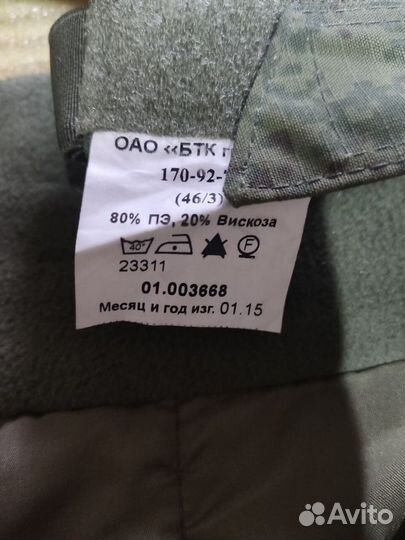 ОАО «БТК
170-92-
(46/3)
80% ПЭ, 20% Вискоза
40° F
23311
01.003668
Месяц и год изг. 01.15
Avito